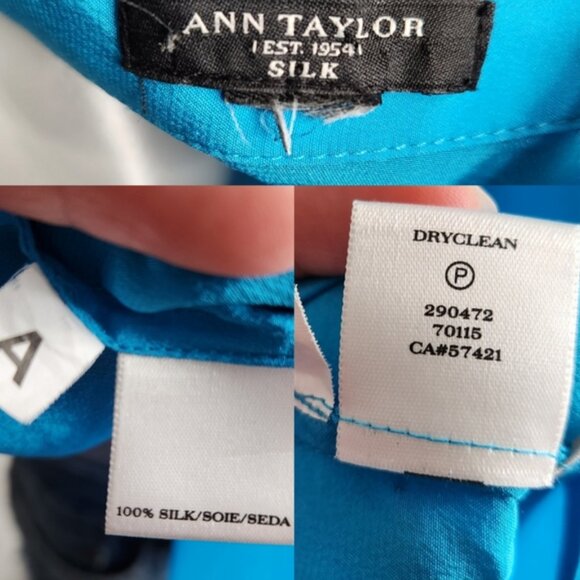 ANN TAYLOR
EST. 1954
SILK
A
100% SILK/SOIE/SEDA
DRYCLEAN
P
290472
70115
CA#57421